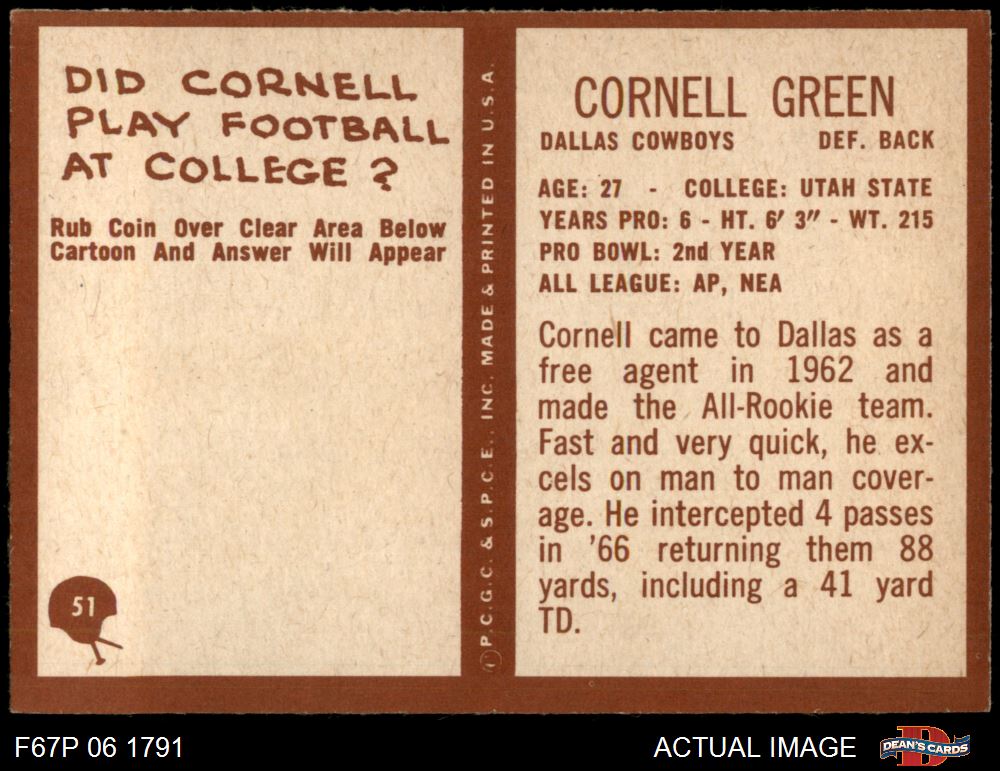 DID CORNELL
PLAY FOOTBALL
AT COLLEGE ?
Rub Coin Over Clear Area Below
Cartoon And Answer Will Appear
51
©P.C.G.C. & S.P.C.E., INC. MADE & PRINTED IN U.S.A.
CORNELL GREEN
DALLAS COWBOYS DEF. BACK
AGE: 27 - COLLEGE: UTAH STATE
YEARS PRO: 6 - HT. 6′ 3″ - WT. 215
PRO BOWL: 2nd YEAR
ALL LEAGUE: AP, NEA
Cornell came to Dallas as a
free agent in 1962 and
made the All-Rookie team.
Fast and very quick, he ex-
cels on man to man cover-
age. He intercepted 4 passes
in '66 returning them 88
yards, including a 41 yard
TD.
F67P 06 1791
ACTUAL IMAGE
DEAN'S CARDS